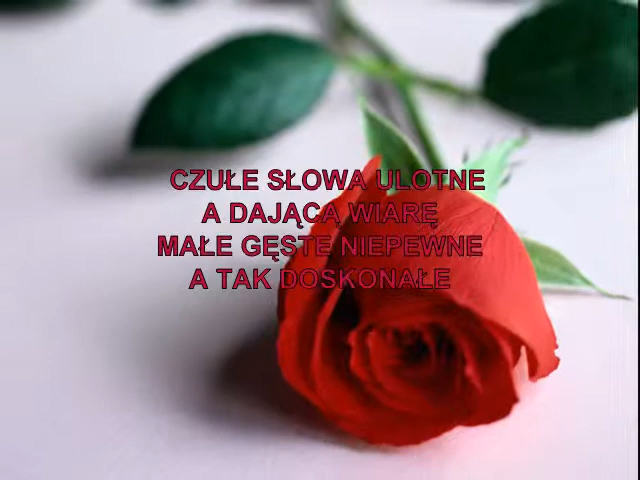 CZUŁE SŁOWA ULOTNE
A DAJĄCĄ WIARĘ
MAŁE GĘSTE NIEPEWNE
A TAK DOSKONAŁE